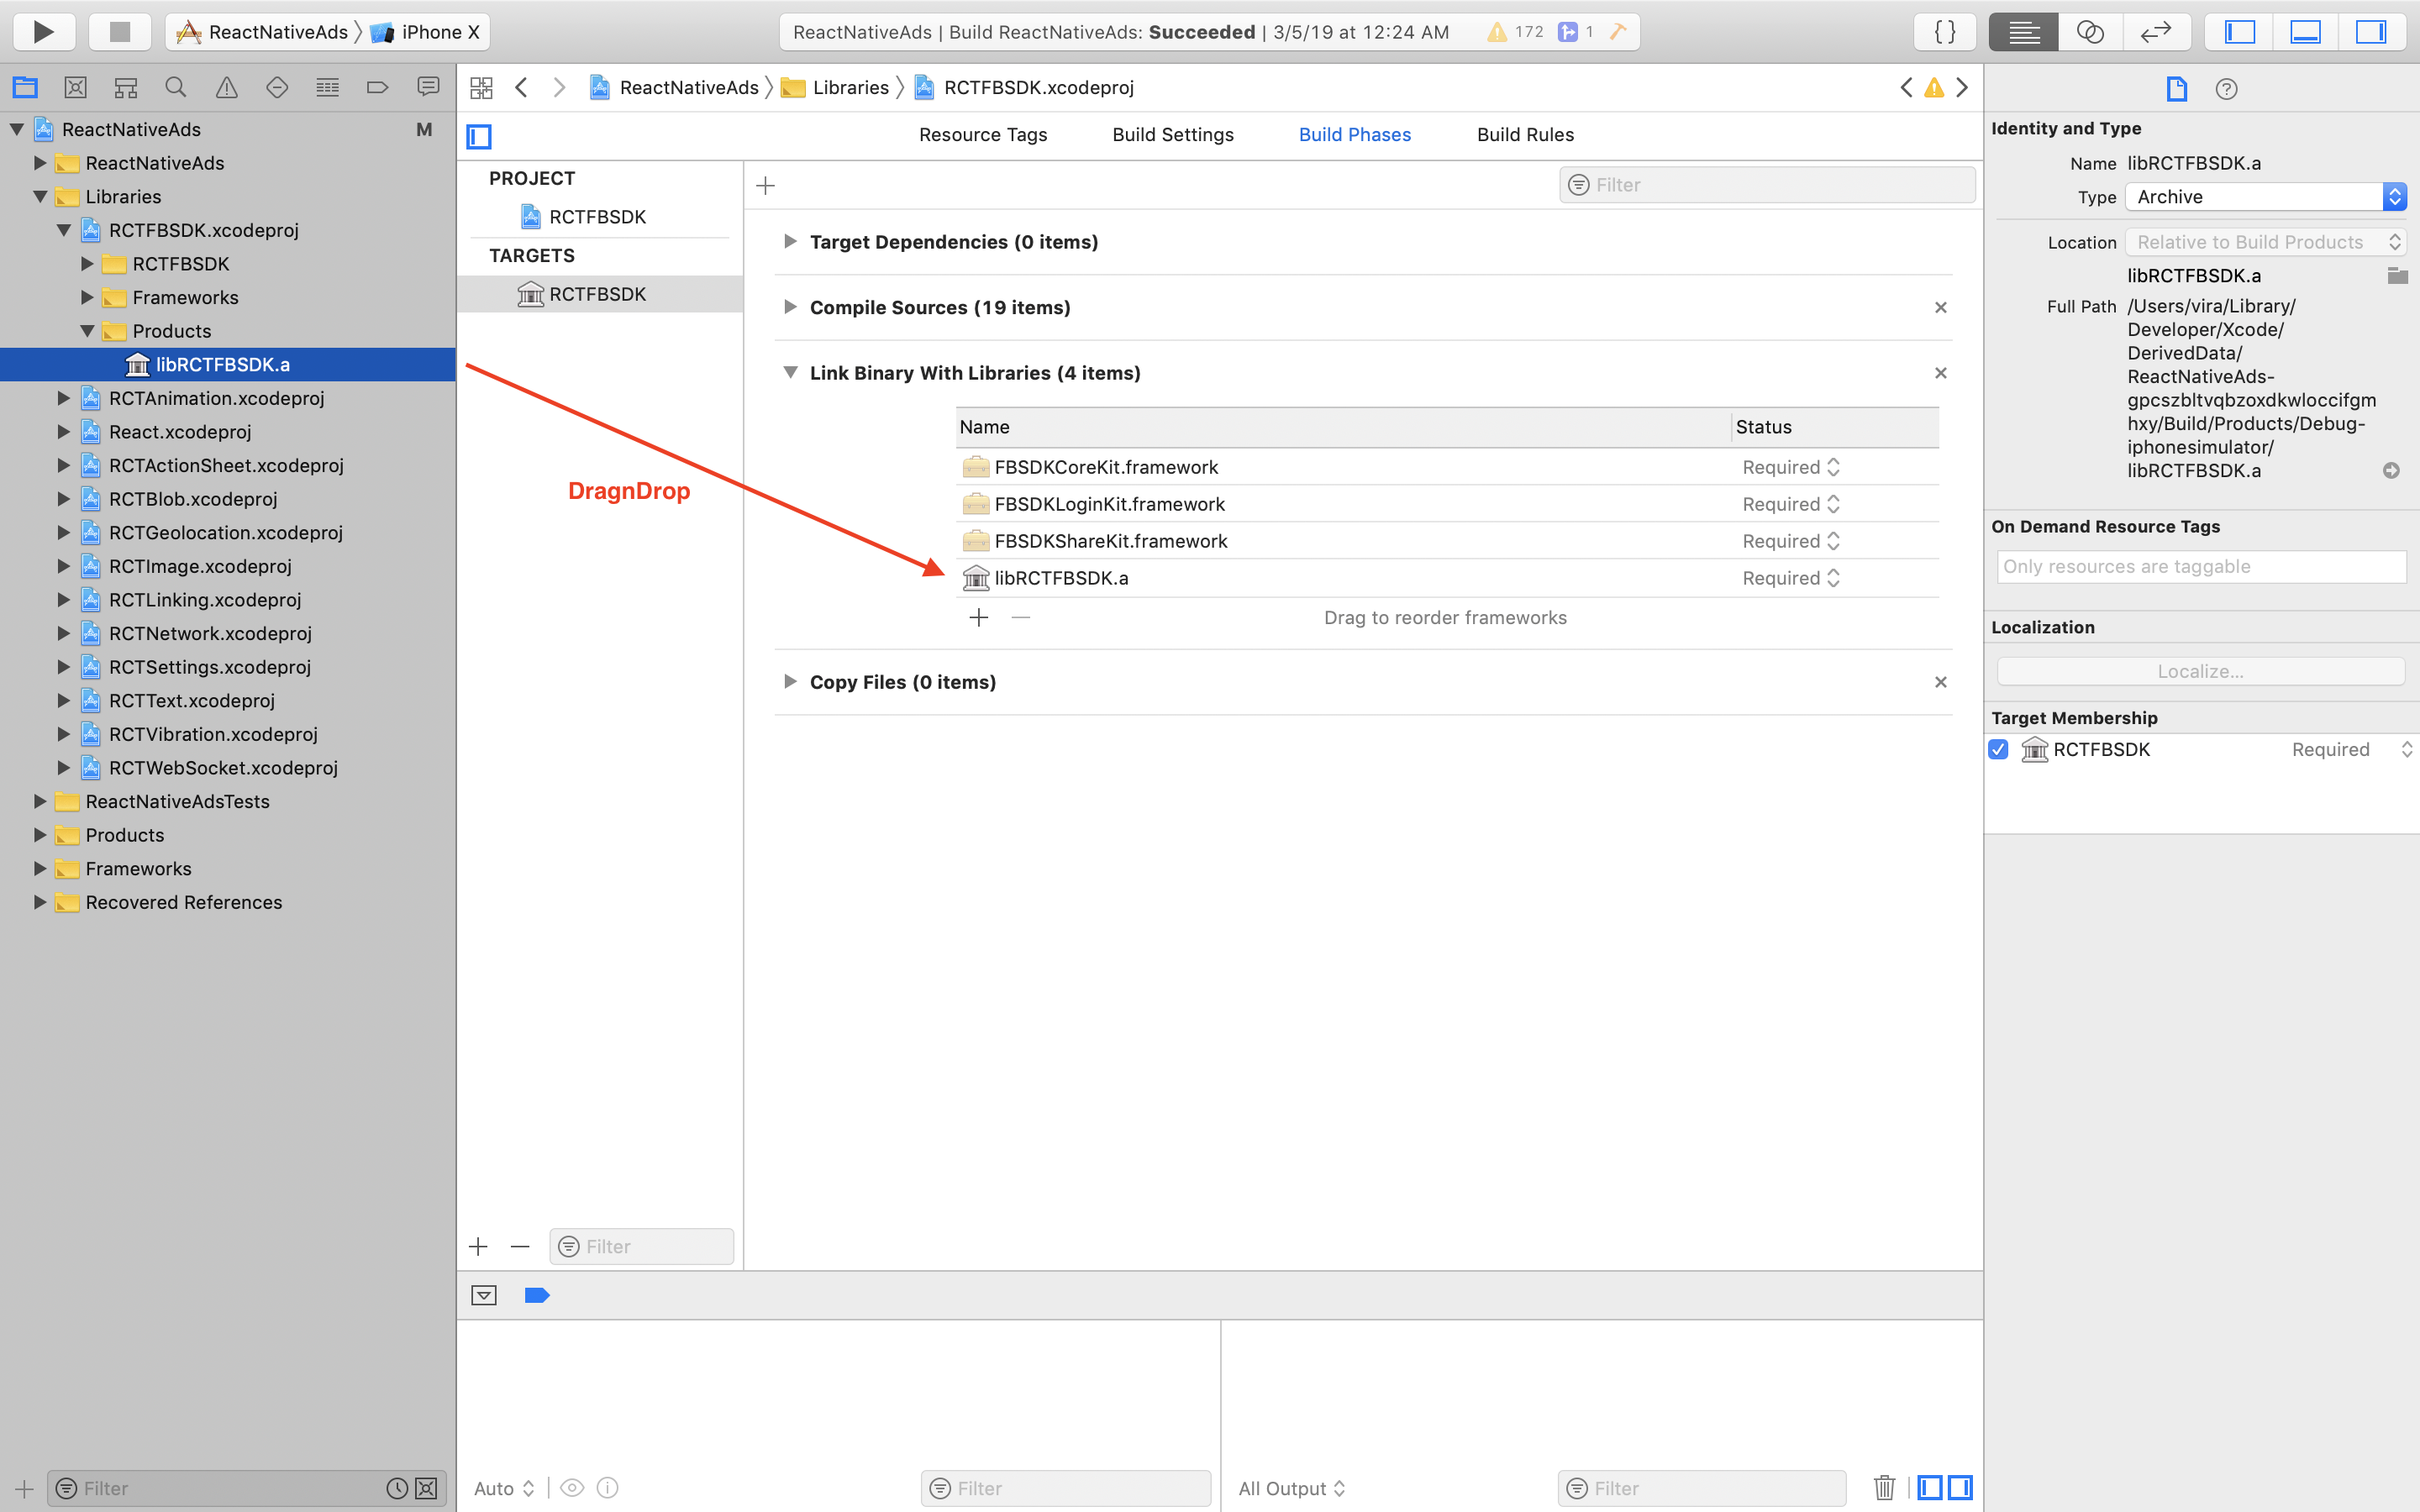 ReactNativeAds 〉 iPhone X
ReactNativeAds | Build ReactNativeAds: Succeeded | 3/5/19 at 12:24 AM 172 1
{}
ReactNativeAds 〉 Libraries 〉 RCTFBSDK.xcodeproj
ReactNativeAds M
ReactNativeAds
Libraries
RCTFBSDK.xcodeproj
RCTFBSDK
Frameworks
Products
libRCTFBSDK.a
RCTAnimation.xcodeproj
React.xcodeproj
RCTActionSheet.xcodeproj
RCTBlob.xcodeproj
RCTGeolocation.xcodeproj
RCTImage.xcodeproj
RCTLinking.xcodeproj
RCTNetwork.xcodeproj
RCTSettings.xcodeproj
RCTText.xcodeproj
RCTVibration.xcodeproj
RCTWebSocket.xcodeproj
ReactNativeAdsTests
Products
Frameworks
Recovered References
Filter
Resource Tags Build Settings Build Phases Build Rules
PROJECT
RCTFBSDK
TARGETS
RCTFBSDK
Filter
Filter
Target Dependencies (0 items)
Compile Sources (19 items)
Link Binary With Libraries (4 items)
Name Status
FBSDKCoreKit.framework Required
FBSDKLoginKit.framework Required
FBSDKShareKit.framework Required
libRCTFBSDK.a Required
Drag to reorder frameworks
DragnDrop
Copy Files (0 items)
Auto Filter
All Output Filter
Identity and Type
Name libRCTFBSDK.a
Type Archive
Location Relative to Build Products
libRCTFBSDK.a
Full Path /Users/vira/Library/
Developer/Xcode/
DerivedData/
ReactNativeAds-
gpcszbltvqbzoxdkwloccifgm
hxy/Build/Products/Debug-
iphonesimulator/
libRCTFBSDK.a
On Demand Resource Tags
Only resources are taggable
Localization
Localize...
Target Membership
RCTFBSDK Required